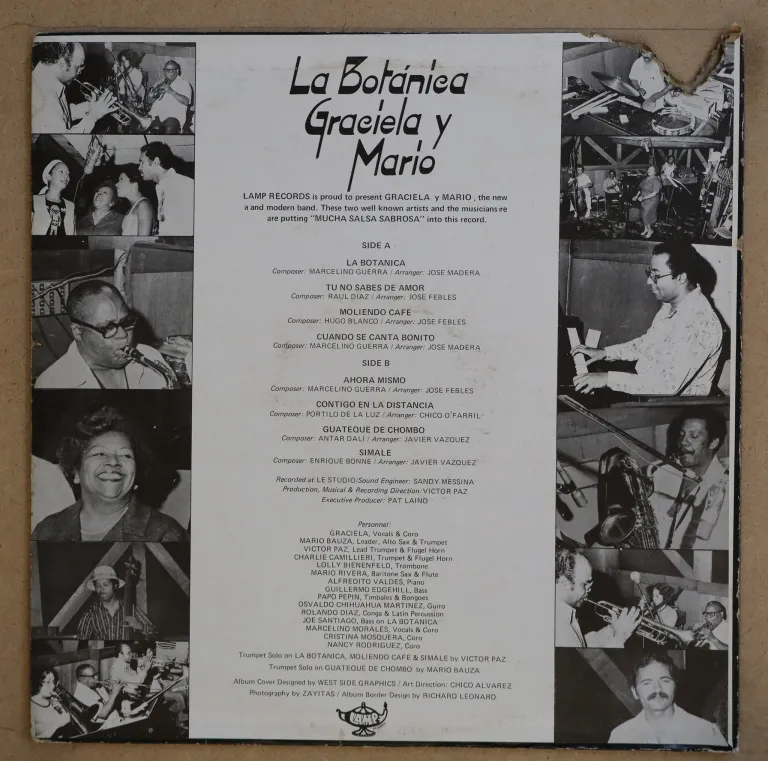 La Botánica
Graciela y
Mario
LAMP RECORDS is proud to present GRACIELA y MARIO, the new
a and modern band. These two well known artists and the musicians re
are putting "MUCHA SALSA SABROSA" into this record.
SIDE A
LA BOTANICA
Composer: MARCELINO GUERRA / Arranger: JOSE MADERA
TU NO SABES DE AMOR
Composer: RAUL DIAZ / Arranger: JOSE FEBLES
MOLIENDO CAFE
Composer: HUGO BLANCO / Arranger: JOSE FEBLES
CUANDO SE CANTA BONITO
Composer: MARCELINO GUERRA / Arranger: JOSE MADERA
SIDE B
AHORA MISMO
Composer: MARCELINO GUERRA / Arranger: JOSE FEBLES
CONTIGO EN LA DISTANCIA
Composer: PORTILO DE LA LUZ / Arranger: CHICO O'FARRIL
GUATEQUE DE CHOMBO
Composer: ANTAR DALI / Arranger: JAVIER VAZQUEZ
SIMALE
Composer: ENRIQUE BONNE / Arranger: JAVIER VAZQUEZ
Recorded at LE STUDIO/Sound Engineer: SANDY MESSINA
Production, Musical & Recording Direction: VICTOR PAZ
Executive Producer: PAT LAIND
Personnel:
GRACIELA, Vocals & Coro
MARIO BAUZA, Leader, Alto Sax & Trumpet
VICTOR PAZ, Lead Trumpet & Flugel Horn
CHARLIE CAMILLIERI, Trumpet & Flugel Horn
LOLLY BIENENFELD, Trombone
MARIO RIVERA, Baritone Sax & Flute
ALFREDITO VALDES, Piano
GUILLERMO EDGEHILL, Bass
PAPO PEPIN, Timbales & Bongoes
OSVALDO CHIHUAHUA MARTINEZ, Guiro
ROLANDO DIAZ, Conga & Latin Percussion
JOE SANTIAGO, Bass on LA BOTANICA
MARCELINO MORALES, Vocals & Coro
CRISTINA MOSQUERA, Coro
NANCY RODRIGUEZ, Coro
Trumpet Solo on LA BOTANICA, MOLIENDO CAFE & SIMALE by VICTOR PAZ
Trumpet Solo on GUATEQUE DE CHOMBO by MARIO BAUZA
Album Cover Designed by WEST SIDE GRAPHICS / Art Direction: CHICO ALVAREZ
Photography by ZAYITAS / Album Border Design by RICHARD LEONARD
LAMP